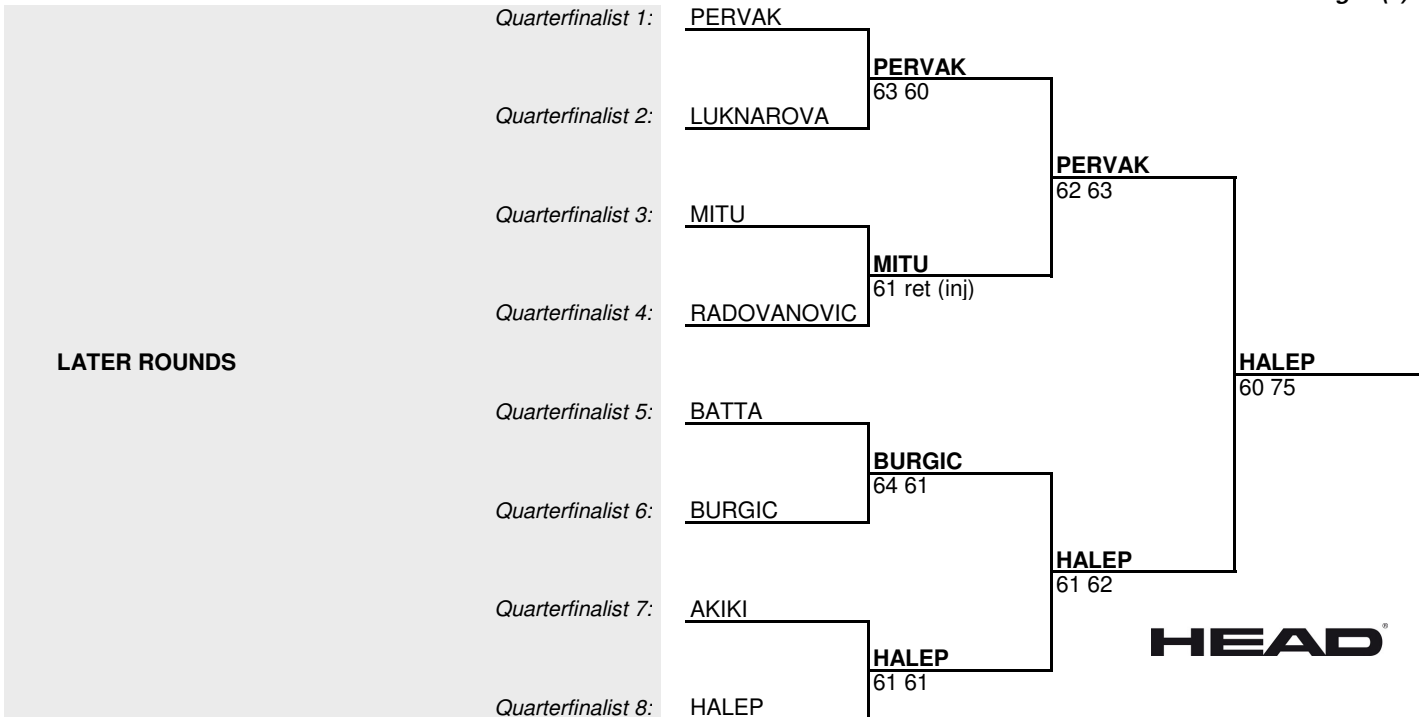 Quarterfinalist 1: PERVAK
PERVAK
63 60
Quarterfinalist 2: LUKNAROVA
PERVAK
62 63
Quarterfinalist 3: MITU
MITU
61 ret (inj)
Quarterfinalist 4: RADOVANOVIC
LATER ROUNDS
HALEP
60 75
Quarterfinalist 5: BATTA
BURGIC
64 61
Quarterfinalist 6: BURGIC
HALEP
61 62
Quarterfinalist 7: AKIKI
HEAD®
HALEP
61 61
Quarterfinalist 8: HALEP